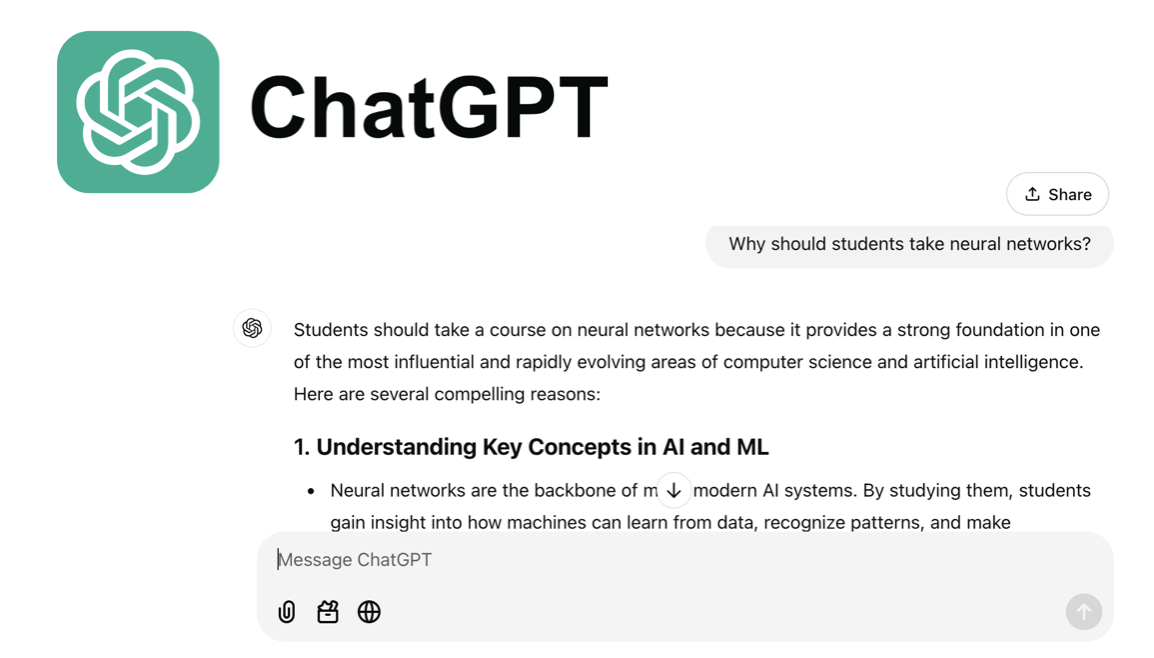 ChatGPT
Share
Why should students take neural networks?
Students should take a course on neural networks because it provides a strong foundation in one
of the most influential and rapidly evolving areas of computer science and artificial intelligence.
Here are several compelling reasons:
1. Understanding Key Concepts in AI and ML
• Neural networks are the backbone of m modern AI systems. By studying them, students
gain insight into how machines can learn from data, recognize patterns, and make
Message ChatGPT